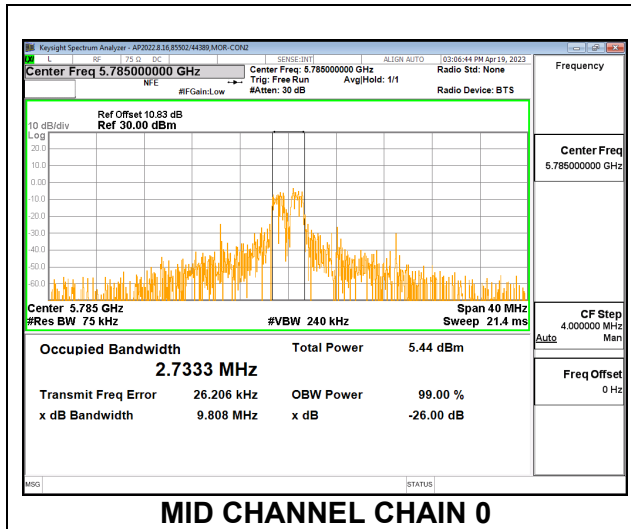 Keysight Spectrum Analyzer - AP2022.8.16,85502/44389,MOR-CON2
L RF 75 Ω DC SENSE:INT ALIGN AUTO 03:06:44 PM Apr 19, 2023
Center Freq 5.785000000 GHz
NFE
#IFGain:Low
Center Freq: 5.785000000 GHz
Trig: Free Run Avg|Hold: 1/1
#Atten: 30 dB
Radio Std: None
Radio Device: BTS
Ref Offset 10.83 dB
10 dB/div Ref 30.00 dBm
Log
20.0
10.0
0.00
-10.0
-20.0
-30.0
-40.0
-50.0
-60.0
Center 5.785 GHz Span 40 MHz
#Res BW 75 kHz #VBW 240 kHz Sweep 21.4 ms
Occupied Bandwidth Total Power 5.44 dBm
2.7333 MHz
Transmit Freq Error 26.206 kHz OBW Power 99.00 %
x dB Bandwidth 9.808 MHz x dB -26.00 dB
MSG STATUS
Frequency
Center Freq
5.785000000 GHz
CF Step
4.000000 MHz
Auto Man
Freq Offset
0 Hz
MID CHANNEL CHAIN 0